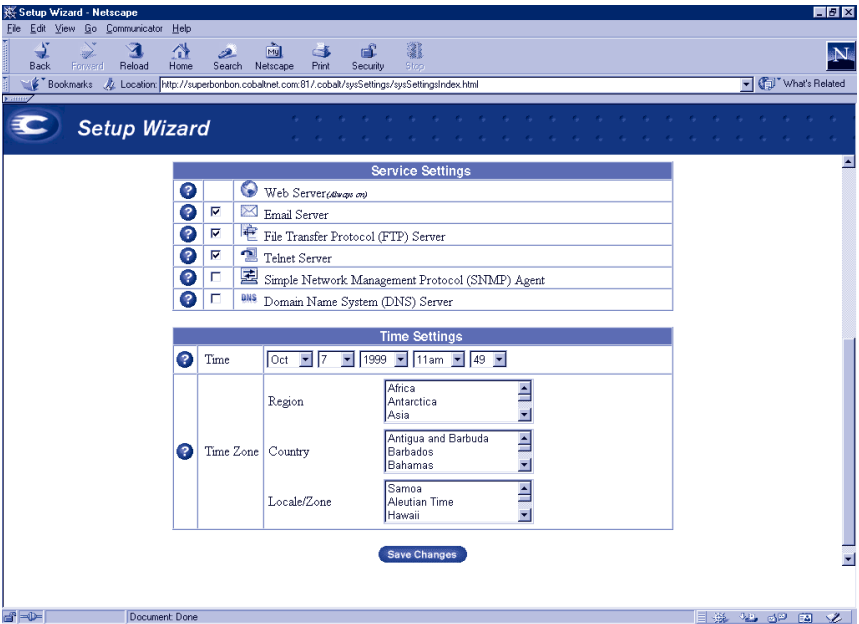 Setup Wizard - Netscape
File Edit View Go Communicator Help
Back Forward Reload Home Search Netscape Print Security Stop
My
N
Bookmarks Location: http://superbonbon.cobaltnet.com:81/.cobalt/sysSettings/sysSettingsIndex.html What's Related
Setup Wizard
Service Settings
? Web Server (Always on)
? Email Server
? File Transfer Protocol (FTP) Server
? Telnet Server
? Simple Network Management Protocol (SNMP) Agent
? DNS Domain Name System (DNS) Server
Time Settings
? Time Oct 7 1999 11am 49
Region
Africa
Antarctica
Asia
? Time Zone Country
Antigua and Barbuda
Barbados
Bahamas
Locale/Zone
Samoa
Aleutian Time
Hawaii
Save Changes
Document: Done